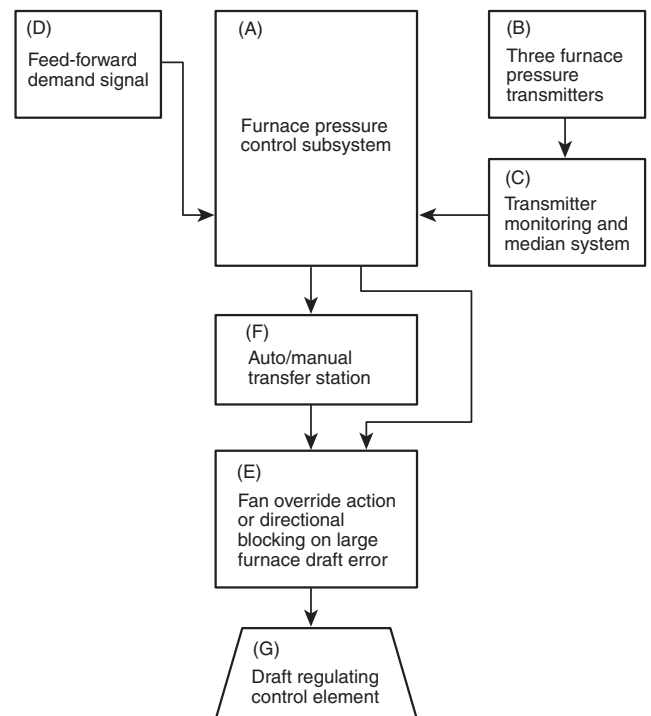 (D)
Feed-forward
demand signal
(A)
Furnace pressure
control subsystem
(B)
Three furnace
pressure
transmitters
(C)
Transmitter
monitoring and
median system
(F)
Auto/manual
transfer station
(E)
Fan override action
or directional
blocking on large
furnace draft error
(G)
Draft regulating
control element